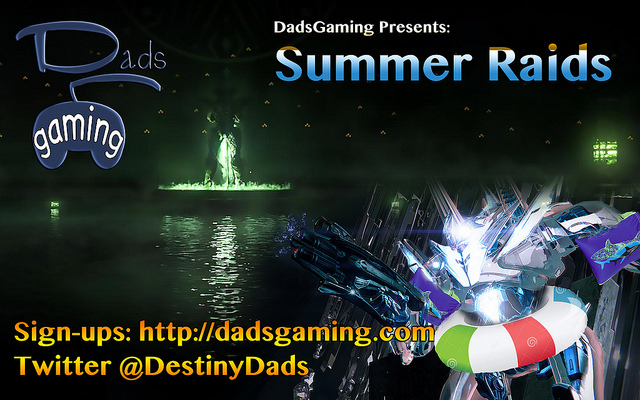 Dads
gaming
DadsGaming Presents:
Summer Raids
Sign-ups: http://dadsgaming.com
Twitter @DestinyDads